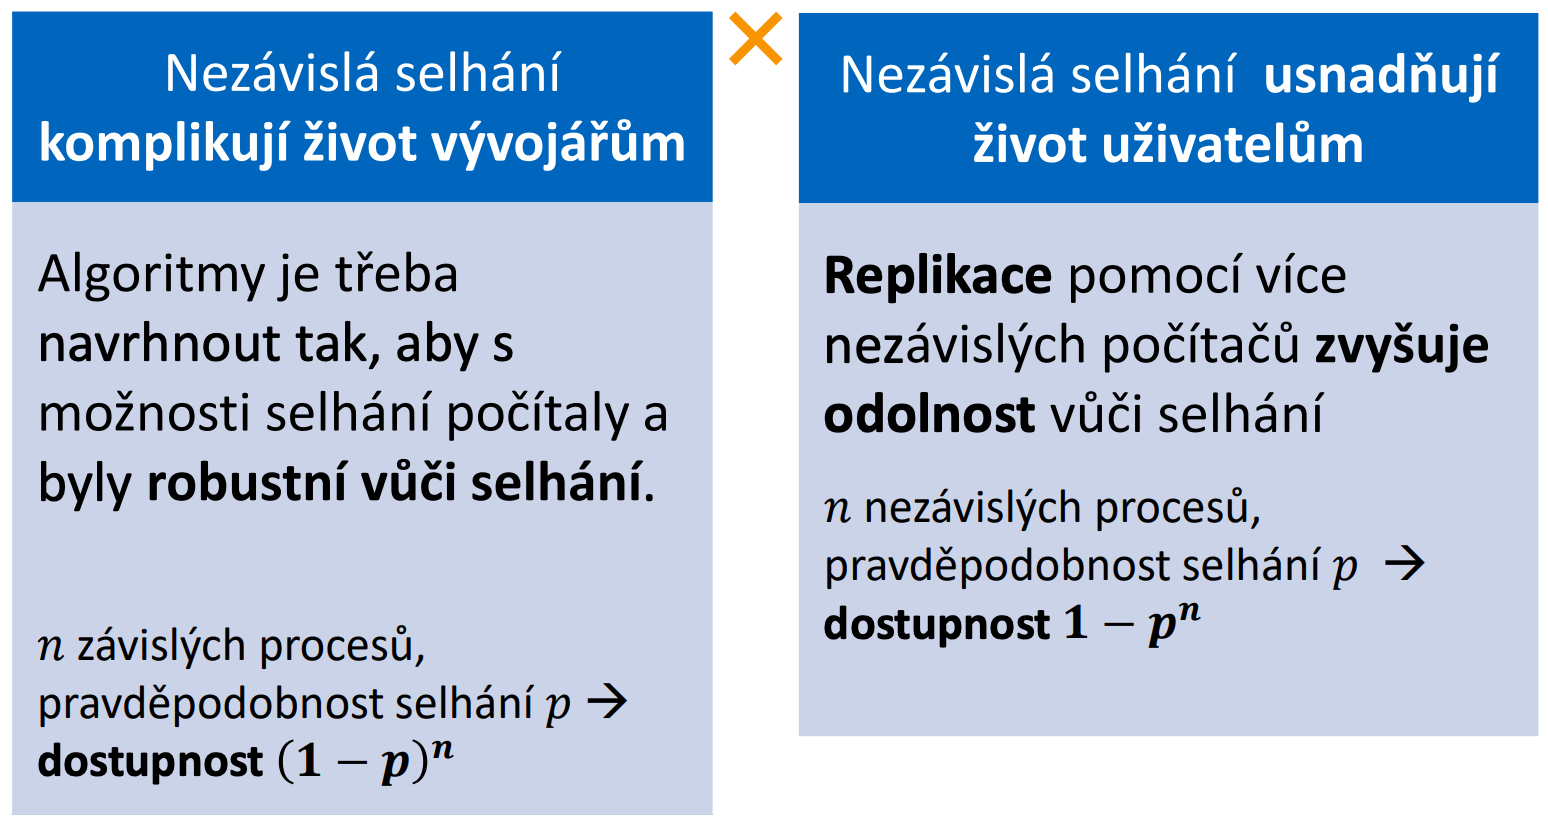 Nezávislá selhání
komplikují život vývojářům
Algoritmy je třeba
navrhnout tak, aby s
možnosti selhání počítaly a
byly robustní vůči selhání.
n závislých procesů,
pravděpodobnost selhání p →
dostupnost (1 − p)ⁿ
×
Nezávislá selhání usnadňují
život uživatelům
Replikace pomocí více
nezávislých počítačů zvyšuje
odolnost vůči selhání
n nezávislých procesů,
pravděpodobnost selhání p →
dostupnost 1 − pⁿ